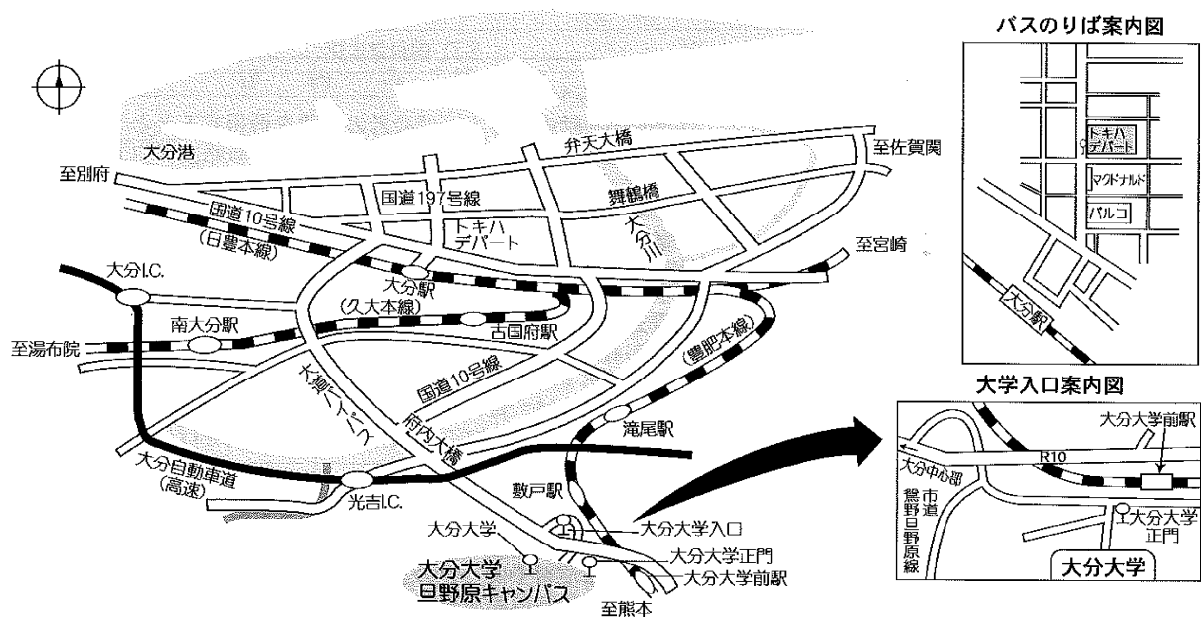 バスのりば案内図
大分港
弁天大橋
至佐賀関
至別府
国道197号線
舞鶴橋
国道10号線
(日豊本線)
トキハ
デパート
大分川
至宮崎
大分I.C.
大分駅
(久大本線)
南大分駅
古国府駅
至湯布院
(豊肥本線)
国道10号線
大道バイパス
府内大橋
滝尾駅
大分自動車道
(高速)
光吉I.C.
敷戸駅
大分大学
大分大学入口
大分大学正門
大分大学前駅
大分大学
旦野原キャンパス
至熊本
トキハ
デパート
マクドナルド
パルコ
大分駅
大学入口案内図
大分大学前駅
R10
大分中心部
市道
鴛野旦野原線
大分大学
正門
大分大学